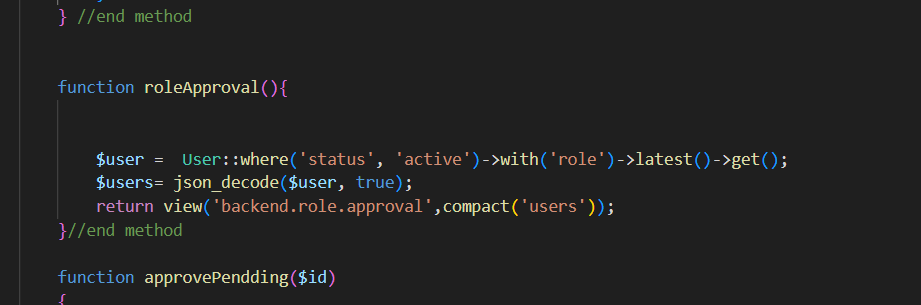 } //end method
function roleApproval(){
$user =  User::where('status', 'active')->with('role')->latest()->get();
$users= json_decode($user, true);
return view('backend.role.approval',compact('users'));
}//end method
function approvePendding($id)
{